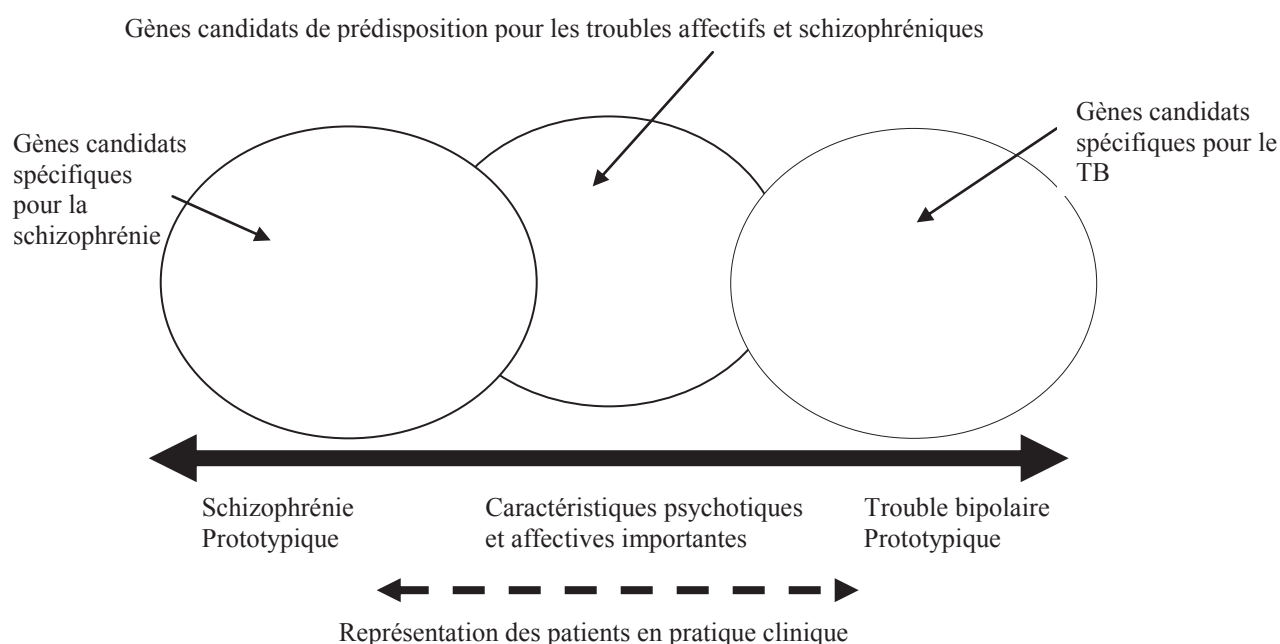 Gènes candidats de prédisposition pour les troubles affectifs et schizophréniques
Gènes candidats
spécifiques
pour la
schizophrénie
Gènes candidats
spécifiques pour le
TB
Schizophrénie
Prototypique
Caractéristiques psychotiques
et affectives importantes
Trouble bipolaire
Prototypique
Représentation des patients en pratique clinique